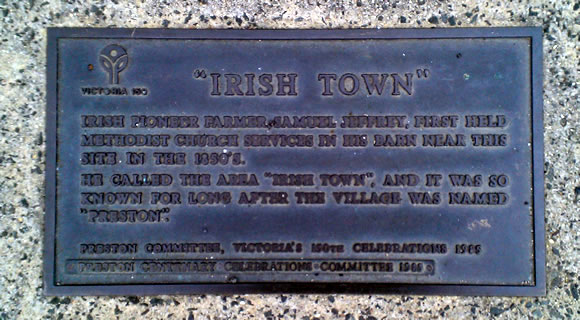 VICTORIA INC
"IRISH TOWN"
IRISH PIONEER FARMER, SAMUEL JEFFREY, FIRST HELD
METHODIST CHURCH SERVICES IN HIS BARN NEAR THIS
SITE IN THE 1850'S.
HE CALLED THE AREA "IRISH TOWN", AND IT WAS SO
KNOWN FOR LONG AFTER THE VILLAGE WAS NAMED
"PRESTON".
PRESTON COMMITTEE, VICTORIA'S 150TH CELEBRATIONS 1985
PRESTON CENTENARY CELEBRATIONS COMMITTEE 1985